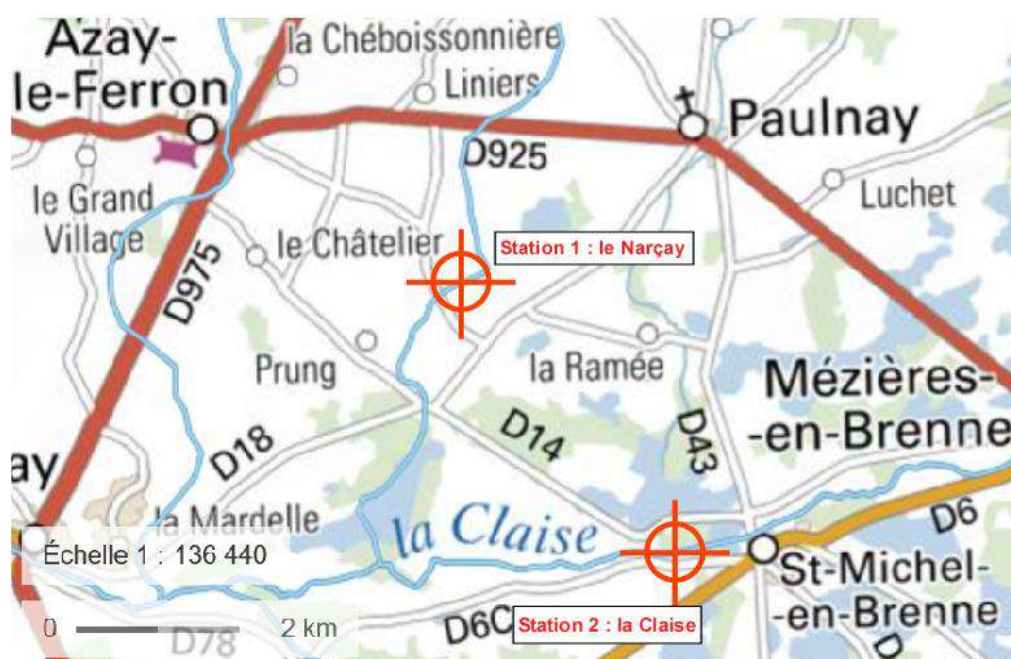 Azay-
le-Ferron
la Chéboissonnière
Liniers
Paulnay
D925
le Grand
Village
Luchet
le Châtelier
Station 1 : le Narçay
D975
Prung
la Ramée
Mézières-
-en-Brenne
D14
D43
D18
ay
la Mardelle
la Claise
D6
Échelle 1 : 136 440
St-Michel-
-en-Brenne
0 2 km
D78
D6C
Station 2 : la Claise
D